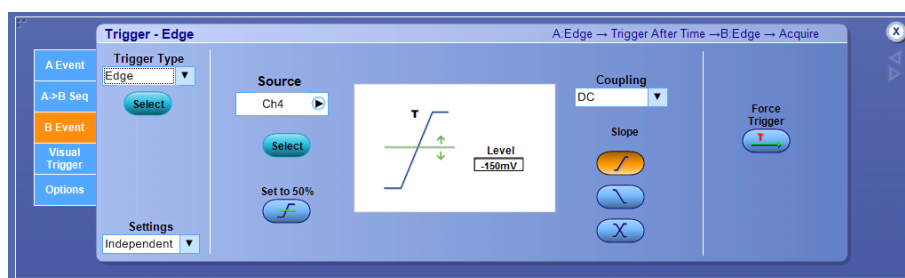 Trigger - Edge
A:Edge → Trigger After Time →B:Edge → Acquire
X
A Event
A->B Seq
B Event
Visual
Trigger
Options
Trigger Type
Edge
Select
Settings
Independent
Source
Ch4
Select
Set to 50%
T
Level
-150mV
Coupling
DC
Slope
Force
Trigger
T